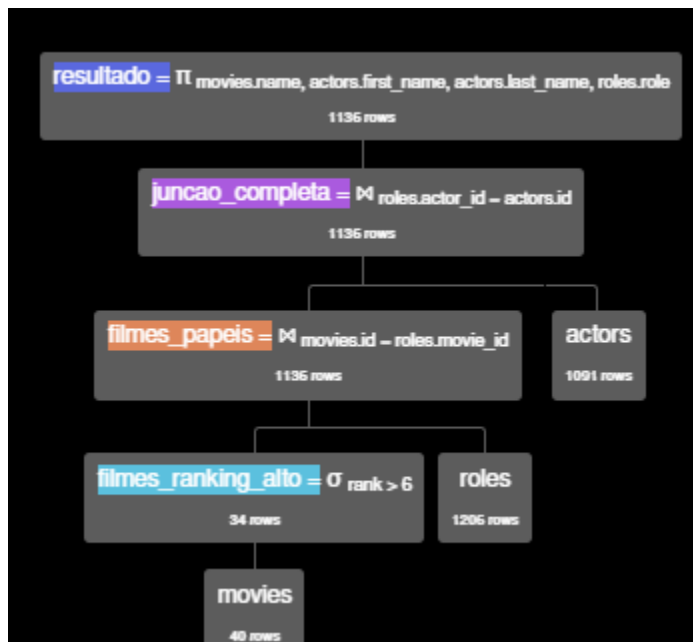 resultado = π movies.name, actors.first_name, actors.last_name, roles.role
1136 rows
juncao_completa = ⋈ roles.actor_id = actors.id
1136 rows
filmes_papeis = ⋈ movies.id = roles.movie_id
1136 rows
actors
1091 rows
filmes_ranking_alto = σ rank > 6
34 rows
roles
1206 rows
movies
40 rows